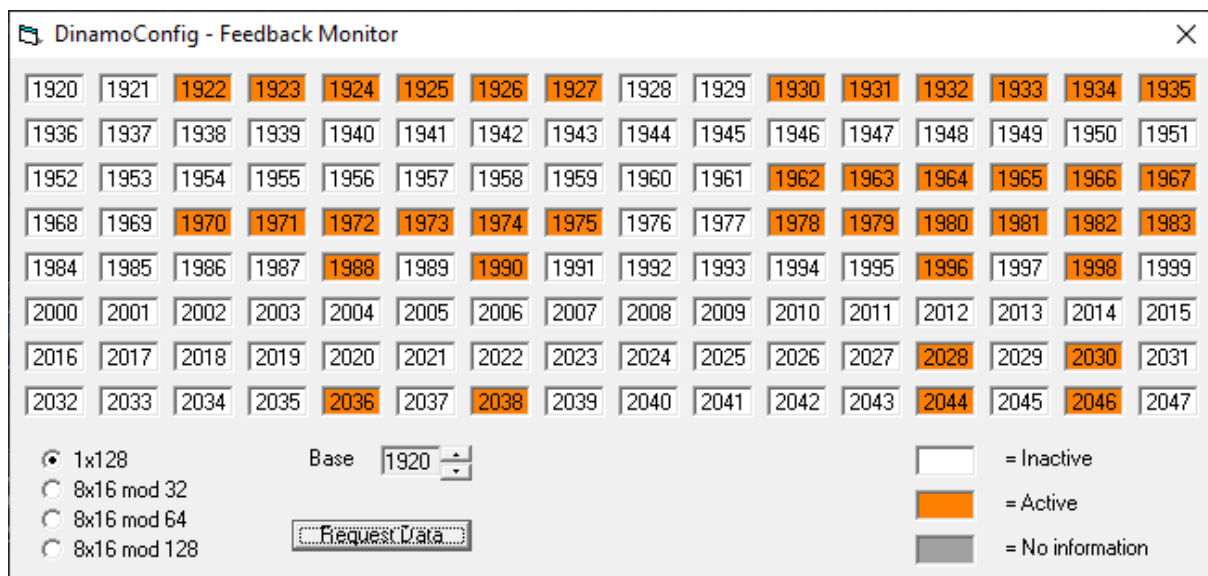 DinamoConfig - Feedback Monitor
1920 1921 1922 1923 1924 1925 1926 1927 1928 1929 1930 1931 1932 1933 1934 1935
1936 1937 1938 1939 1940 1941 1942 1943 1944 1945 1946 1947 1948 1949 1950 1951
1952 1953 1954 1955 1956 1957 1958 1959 1960 1961 1962 1963 1964 1965 1966 1967
1968 1969 1970 1971 1972 1973 1974 1975 1976 1977 1978 1979 1980 1981 1982 1983
1984 1985 1986 1987 1988 1989 1990 1991 1992 1993 1994 1995 1996 1997 1998 1999
2000 2001 2002 2003 2004 2005 2006 2007 2008 2009 2010 2011 2012 2013 2014 2015
2016 2017 2018 2019 2020 2021 2022 2023 2024 2025 2026 2027 2028 2029 2030 2031
2032 2033 2034 2035 2036 2037 2038 2039 2040 2041 2042 2043 2044 2045 2046 2047
1x128 Base 1920 = Inactive
8x16 mod 32
8x16 mod 64 = Active
Request Data
8x16 mod 128 = No information